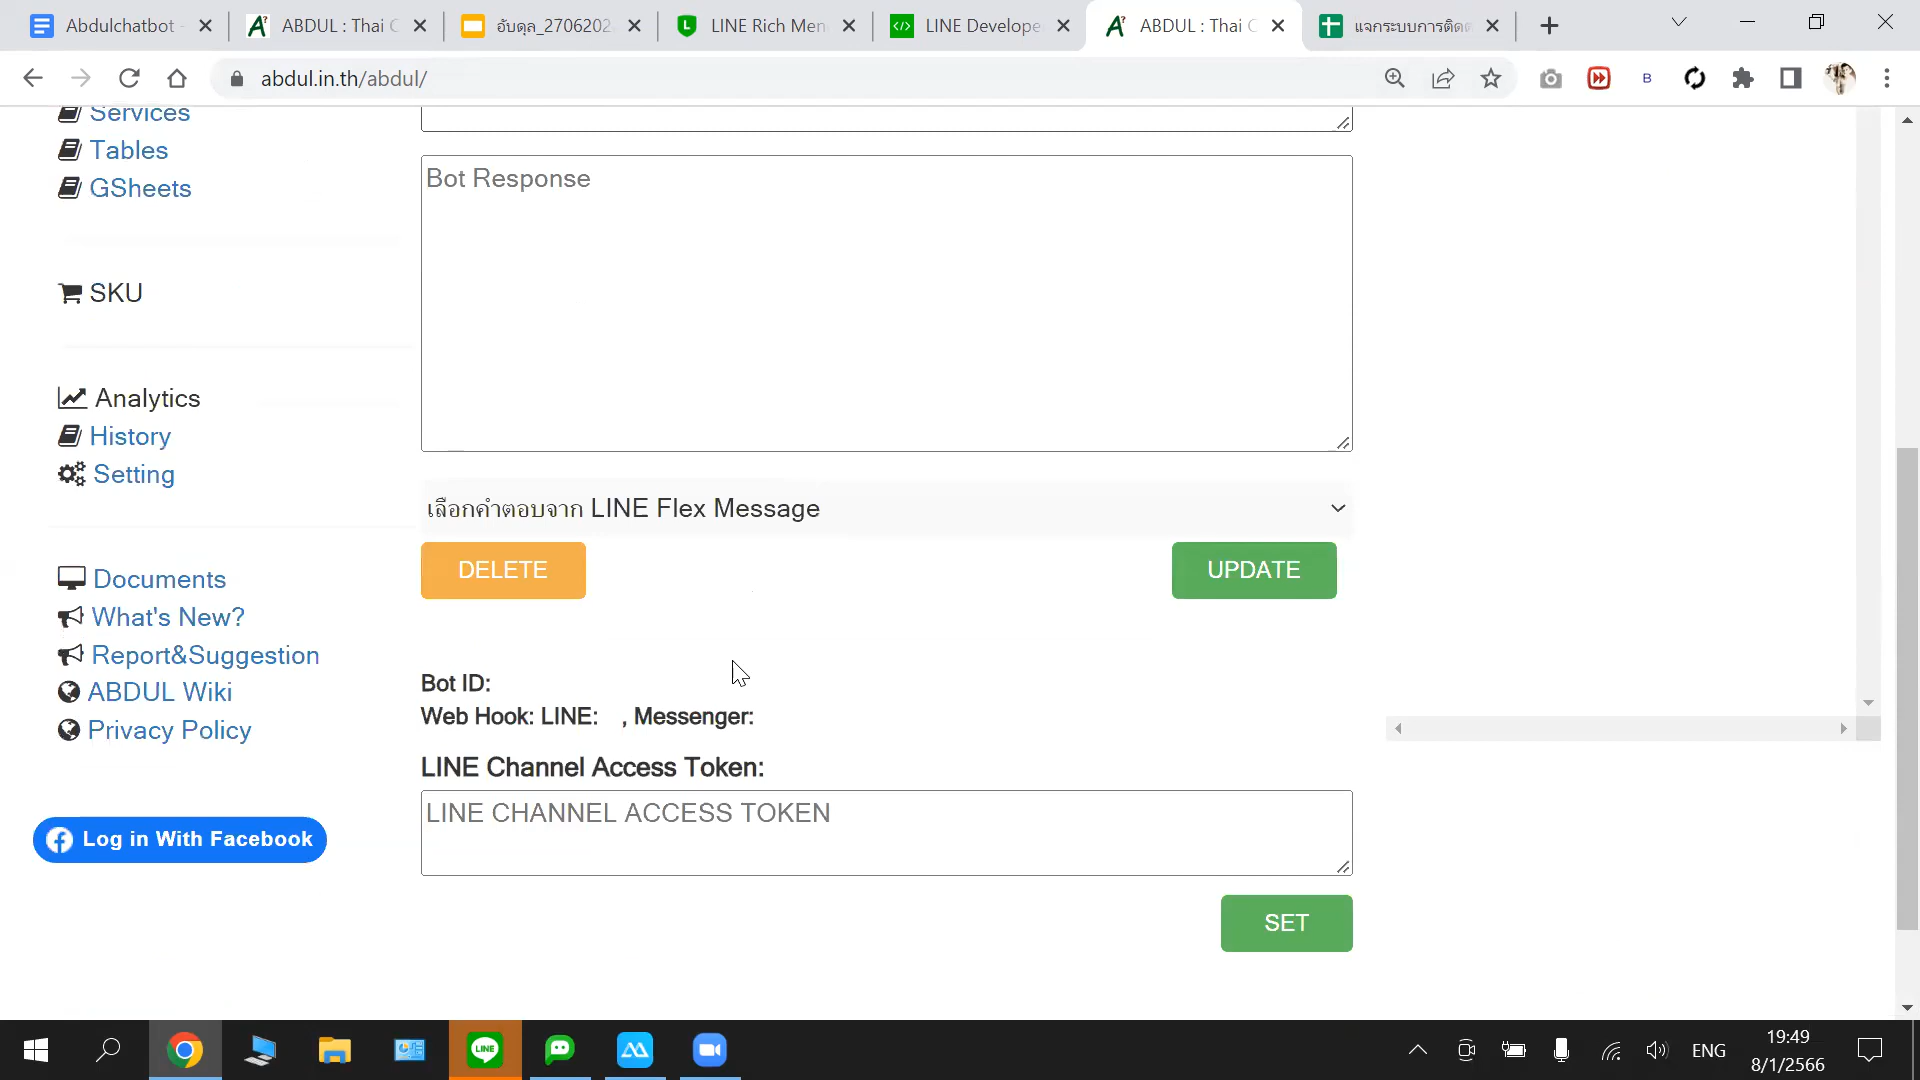 Abdulchatbot -
ABDUL : Thai C
อับดุล_2706202
LINE Rich Men
LINE Develope
ABDUL : Thai C
แจกระบบการติดต
abdul.in.th/abdul/
B
Services
Tables
GSheets
SKU
Analytics
History
Setting
Documents
What's New?
Report&Suggestion
ABDUL Wiki
Privacy Policy
Log in With Facebook
Bot Response
เลือกคำตอบจาก LINE Flex Message
DELETE
UPDATE
Bot ID:
Web Hook: LINE: , Messenger:
LINE Channel Access Token:
LINE CHANNEL ACCESS TOKEN
SET
LINE
ENG
19:49
8/1/2566